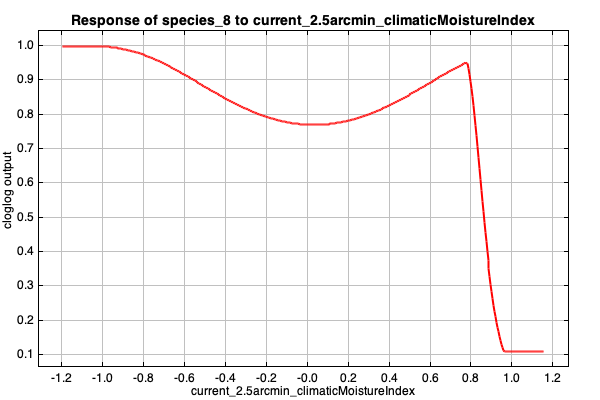 Response of species_8 to current_2.5arcmin_climaticMoistureIndex
1.0
0.9
0.8
0.7
0.6
0.5
0.4
0.3
0.2
0.1
cloglog output
-1.2 -1.0 -0.8 -0.6 -0.4 -0.2 -0.0 0.2 0.4 0.6 0.8 1.0 1.2
current_2.5arcmin_climaticMoistureIndex